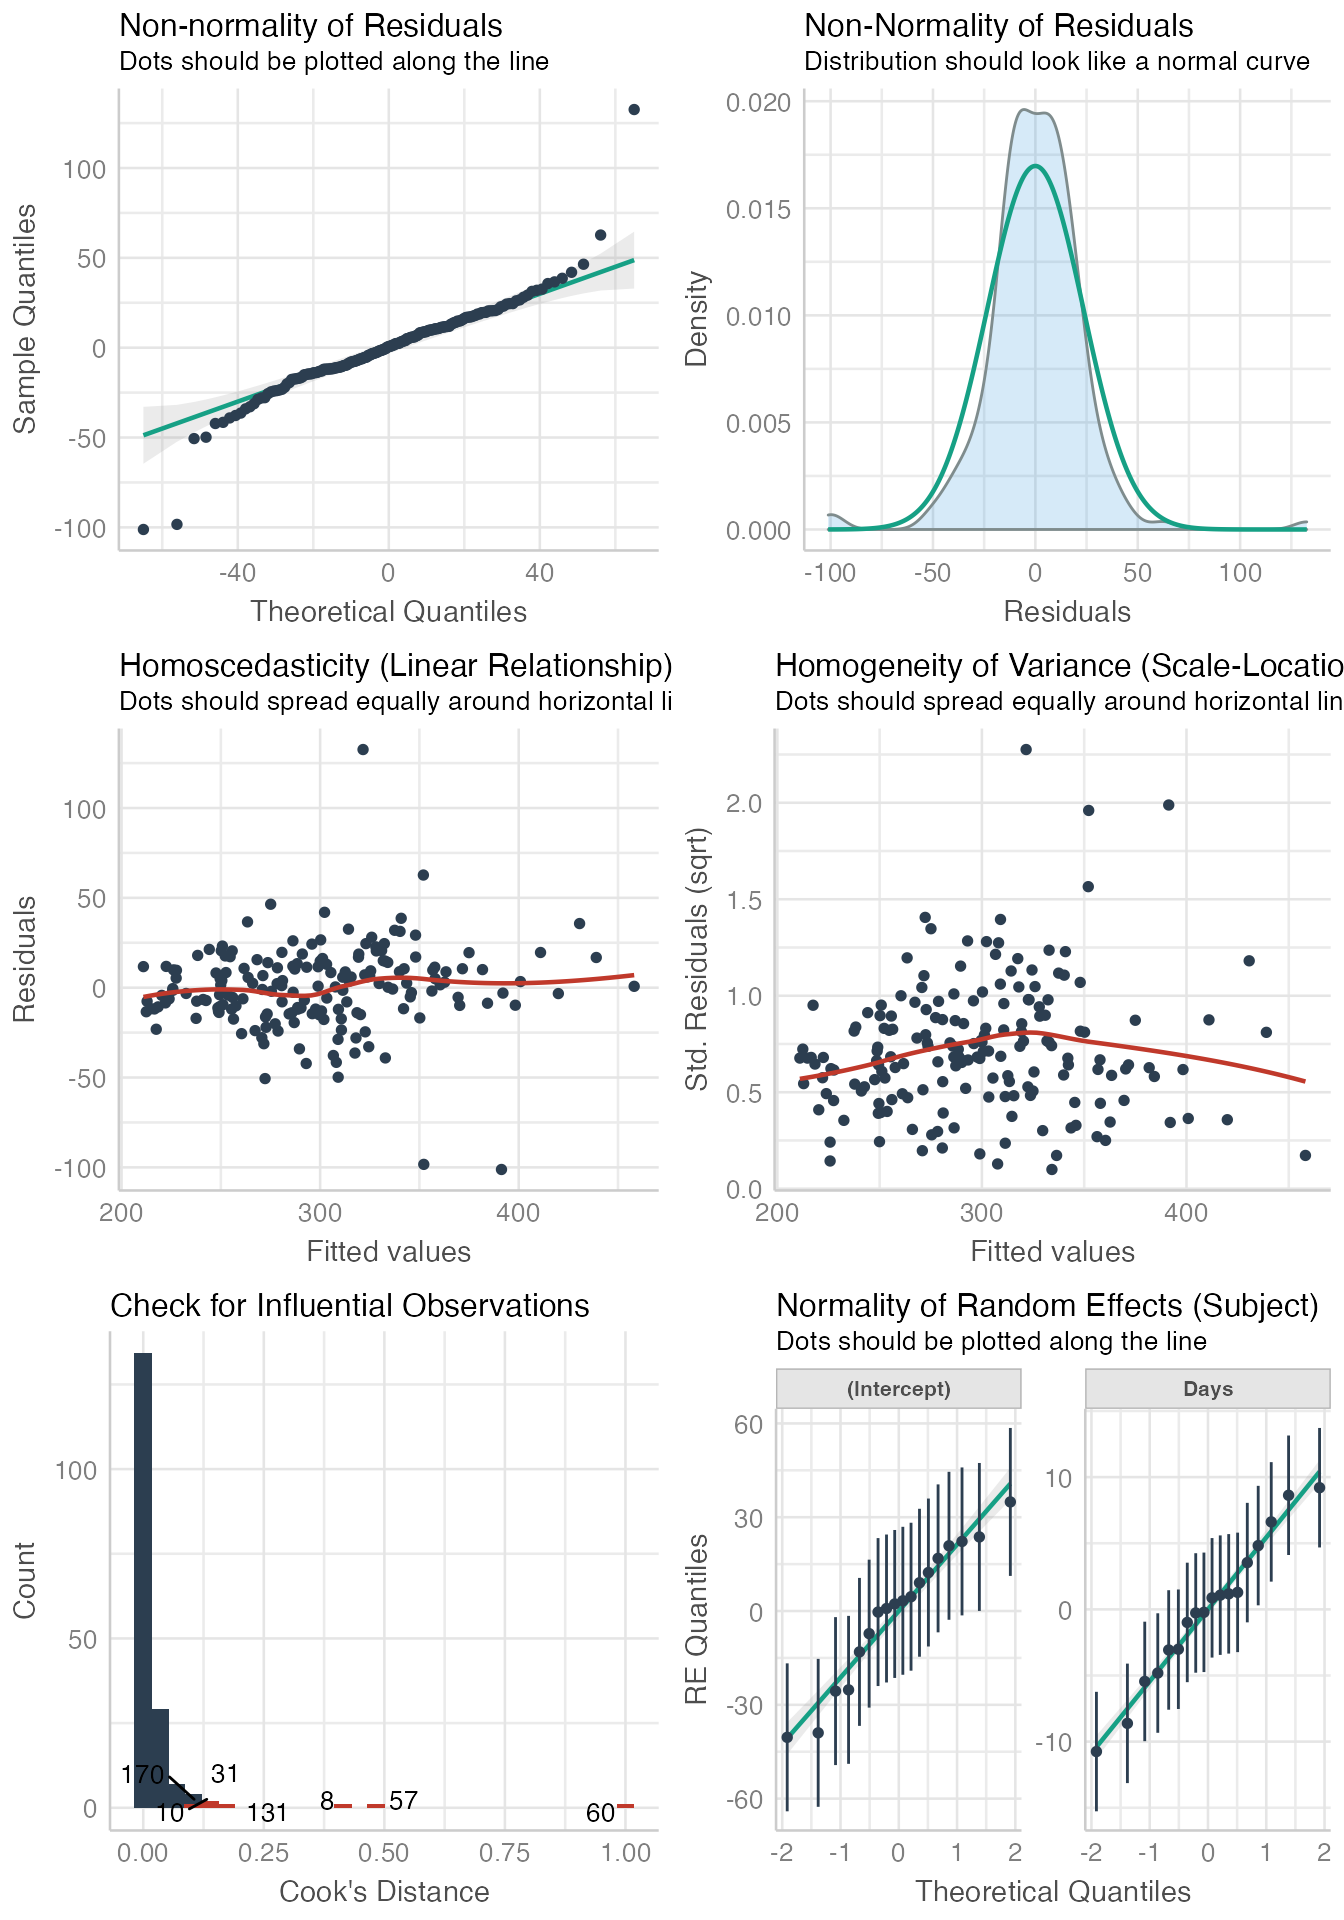 Non-normality of Residuals
Dots should be plotted along the line
Sample Quantiles
100
50
0
-50
-100
-40 0 40
Theoretical Quantiles
Non-Normality of Residuals
Distribution should look like a normal curve
Density
0.020
0.015
0.010
0.005
0.000
-100 -50 0 50 100
Residuals
Homoscedasticity (Linear Relationship)
Dots should spread equally around horizontal li
Residuals
100
50
0
-50
-100
200 300 400
Fitted values
Homogeneity of Variance (Scale-Locatio
Dots should spread equally around horizontal lin
Std. Residuals (sqrt)
2.0
1.5
1.0
0.5
0.0
200 300 400
Fitted values
Check for Influential Observations
Count
100
50
0
170 31
10 131 8 57 60
0.00 0.25 0.50 0.75 1.00
Cook's Distance
Normality of Random Effects (Subject)
Dots should be plotted along the line
(Intercept) Days
RE Quantiles
60
30
0
-30
-60
10
0
-10
-2 -1 0 1 2 -2 -1 0 1 2
Theoretical Quantiles